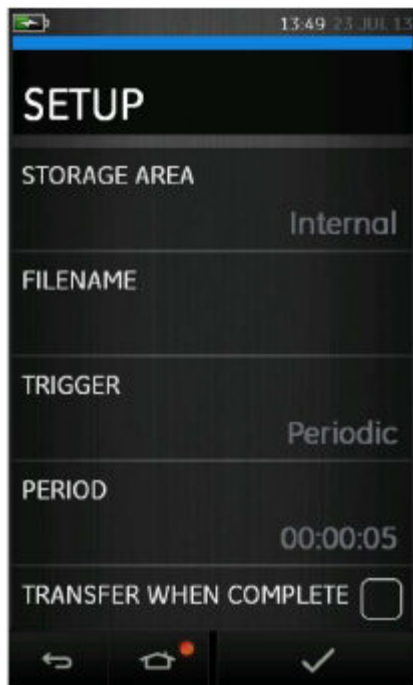 13:49 23 JUL 13
SETUP
STORAGE AREA
Internal
FILENAME
TRIGGER
Periodic
PERIOD
00:00:05
TRANSFER WHEN COMPLETE